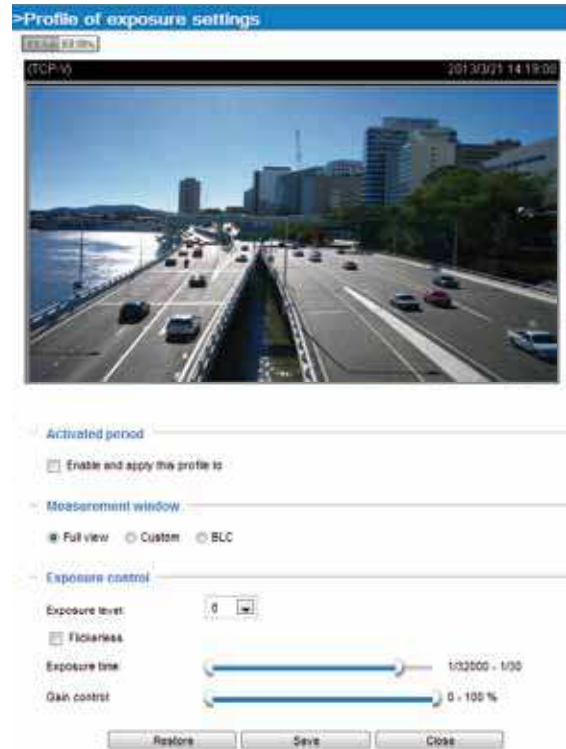 >Profile of exposure settings
(TCP-V) 2013/3/21 14:19:00
Activated period
Enable and apply this profile to
Measurement window
Full view Custom BLC
Exposure control
Exposure level: 0
Flickerless
Exposure time 1/32000 - 1/30
Gain control 0 - 100 %
Restore Save Close